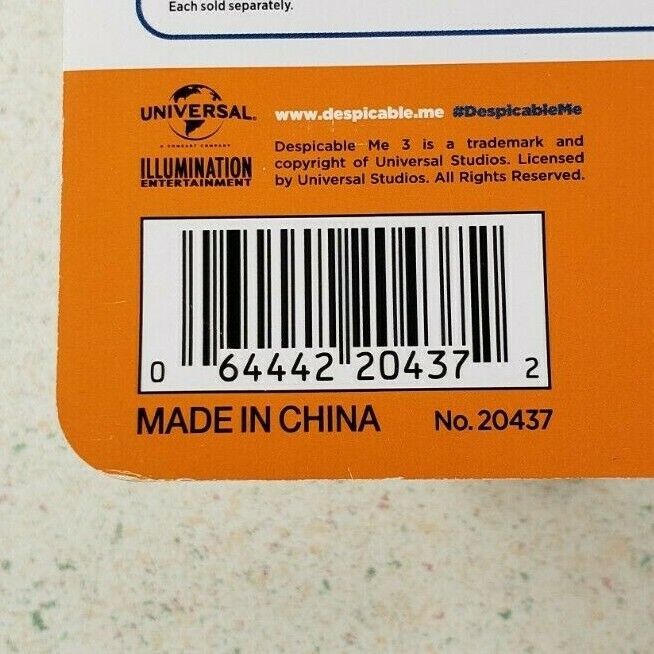 Each sold separately.
UNIVERSAL
A COMCAST COMPANY
ILLUMINATION
ENTERTAINMENT
www.despicable.me #DespicableMe
Despicable Me 3 is a trademark and
copyright of Universal Studios. Licensed
by Universal Studios. All Rights Reserved.
0 64442 20437 2
MADE IN CHINA No. 20437